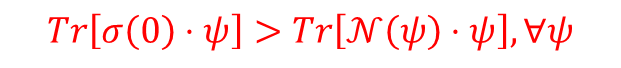 𝑇𝑟[𝜎(0) ⋅ 𝜓] > 𝑇𝑟[𝒩(𝜓) ⋅ 𝜓], ∀𝜓